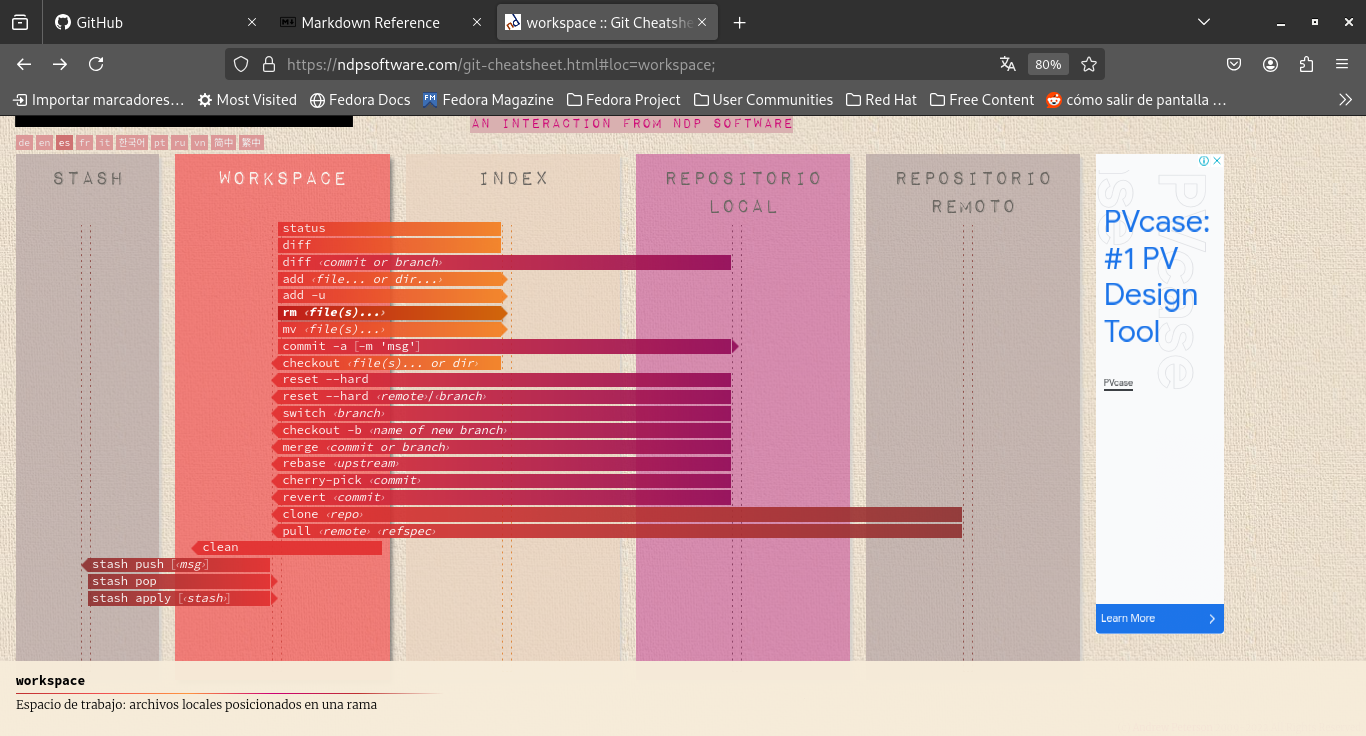 GitHub
Markdown Reference
workspace :: Git Cheatshe
https://ndpsoftware.com/git-cheatsheet.html#loc=workspace;
80%
Importar marcadores…
Most Visited
Fedora Docs
Fedora Magazine
Fedora Project
User Communities
Red Hat
Free Content
cómo salir de pantalla …
AN INTERACTION FROM NDP SOFTWARE
de en es fr it 한국어 pt ru vn 简中 繁中
STASH
WORKSPACE
INDEX
REPOSITORIO
LOCAL
REPOSITORIO
REMOTO
status
diff
diff ‹commit or branch›
add ‹file... or dir...›
add -u
rm ‹file(s)...›
mv ‹file(s)...›
commit -a [-m 'msg']
checkout ‹file(s)... or dir›
reset --hard
reset --hard ‹remote›/‹branch›
switch ‹branch›
checkout -b ‹name of new branch›
merge ‹commit or branch›
rebase ‹upstream›
cherry-pick ‹commit›
revert ‹commit›
clone ‹repo›
pull ‹remote› ‹refspec›
clean
stash push [‹msg›]
stash pop
stash apply [‹stash›]
PVcase:
#1 PV
Design
Tool
PVcase
PVcase
Learn More
workspace
Espacio de trabajo: archivos locales posicionados en una rama